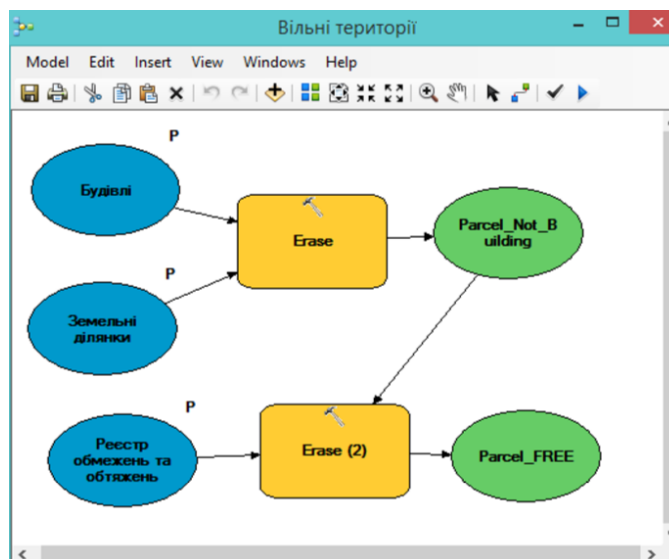 Вільні території
Model Edit Insert View Windows Help
P
Будівлі
Erase
Parcel_Not_B
uilding
P
Земельні
ділянки
P
Реєстр
обмежень та
обтяжень
Erase (2)
Parcel_FREE